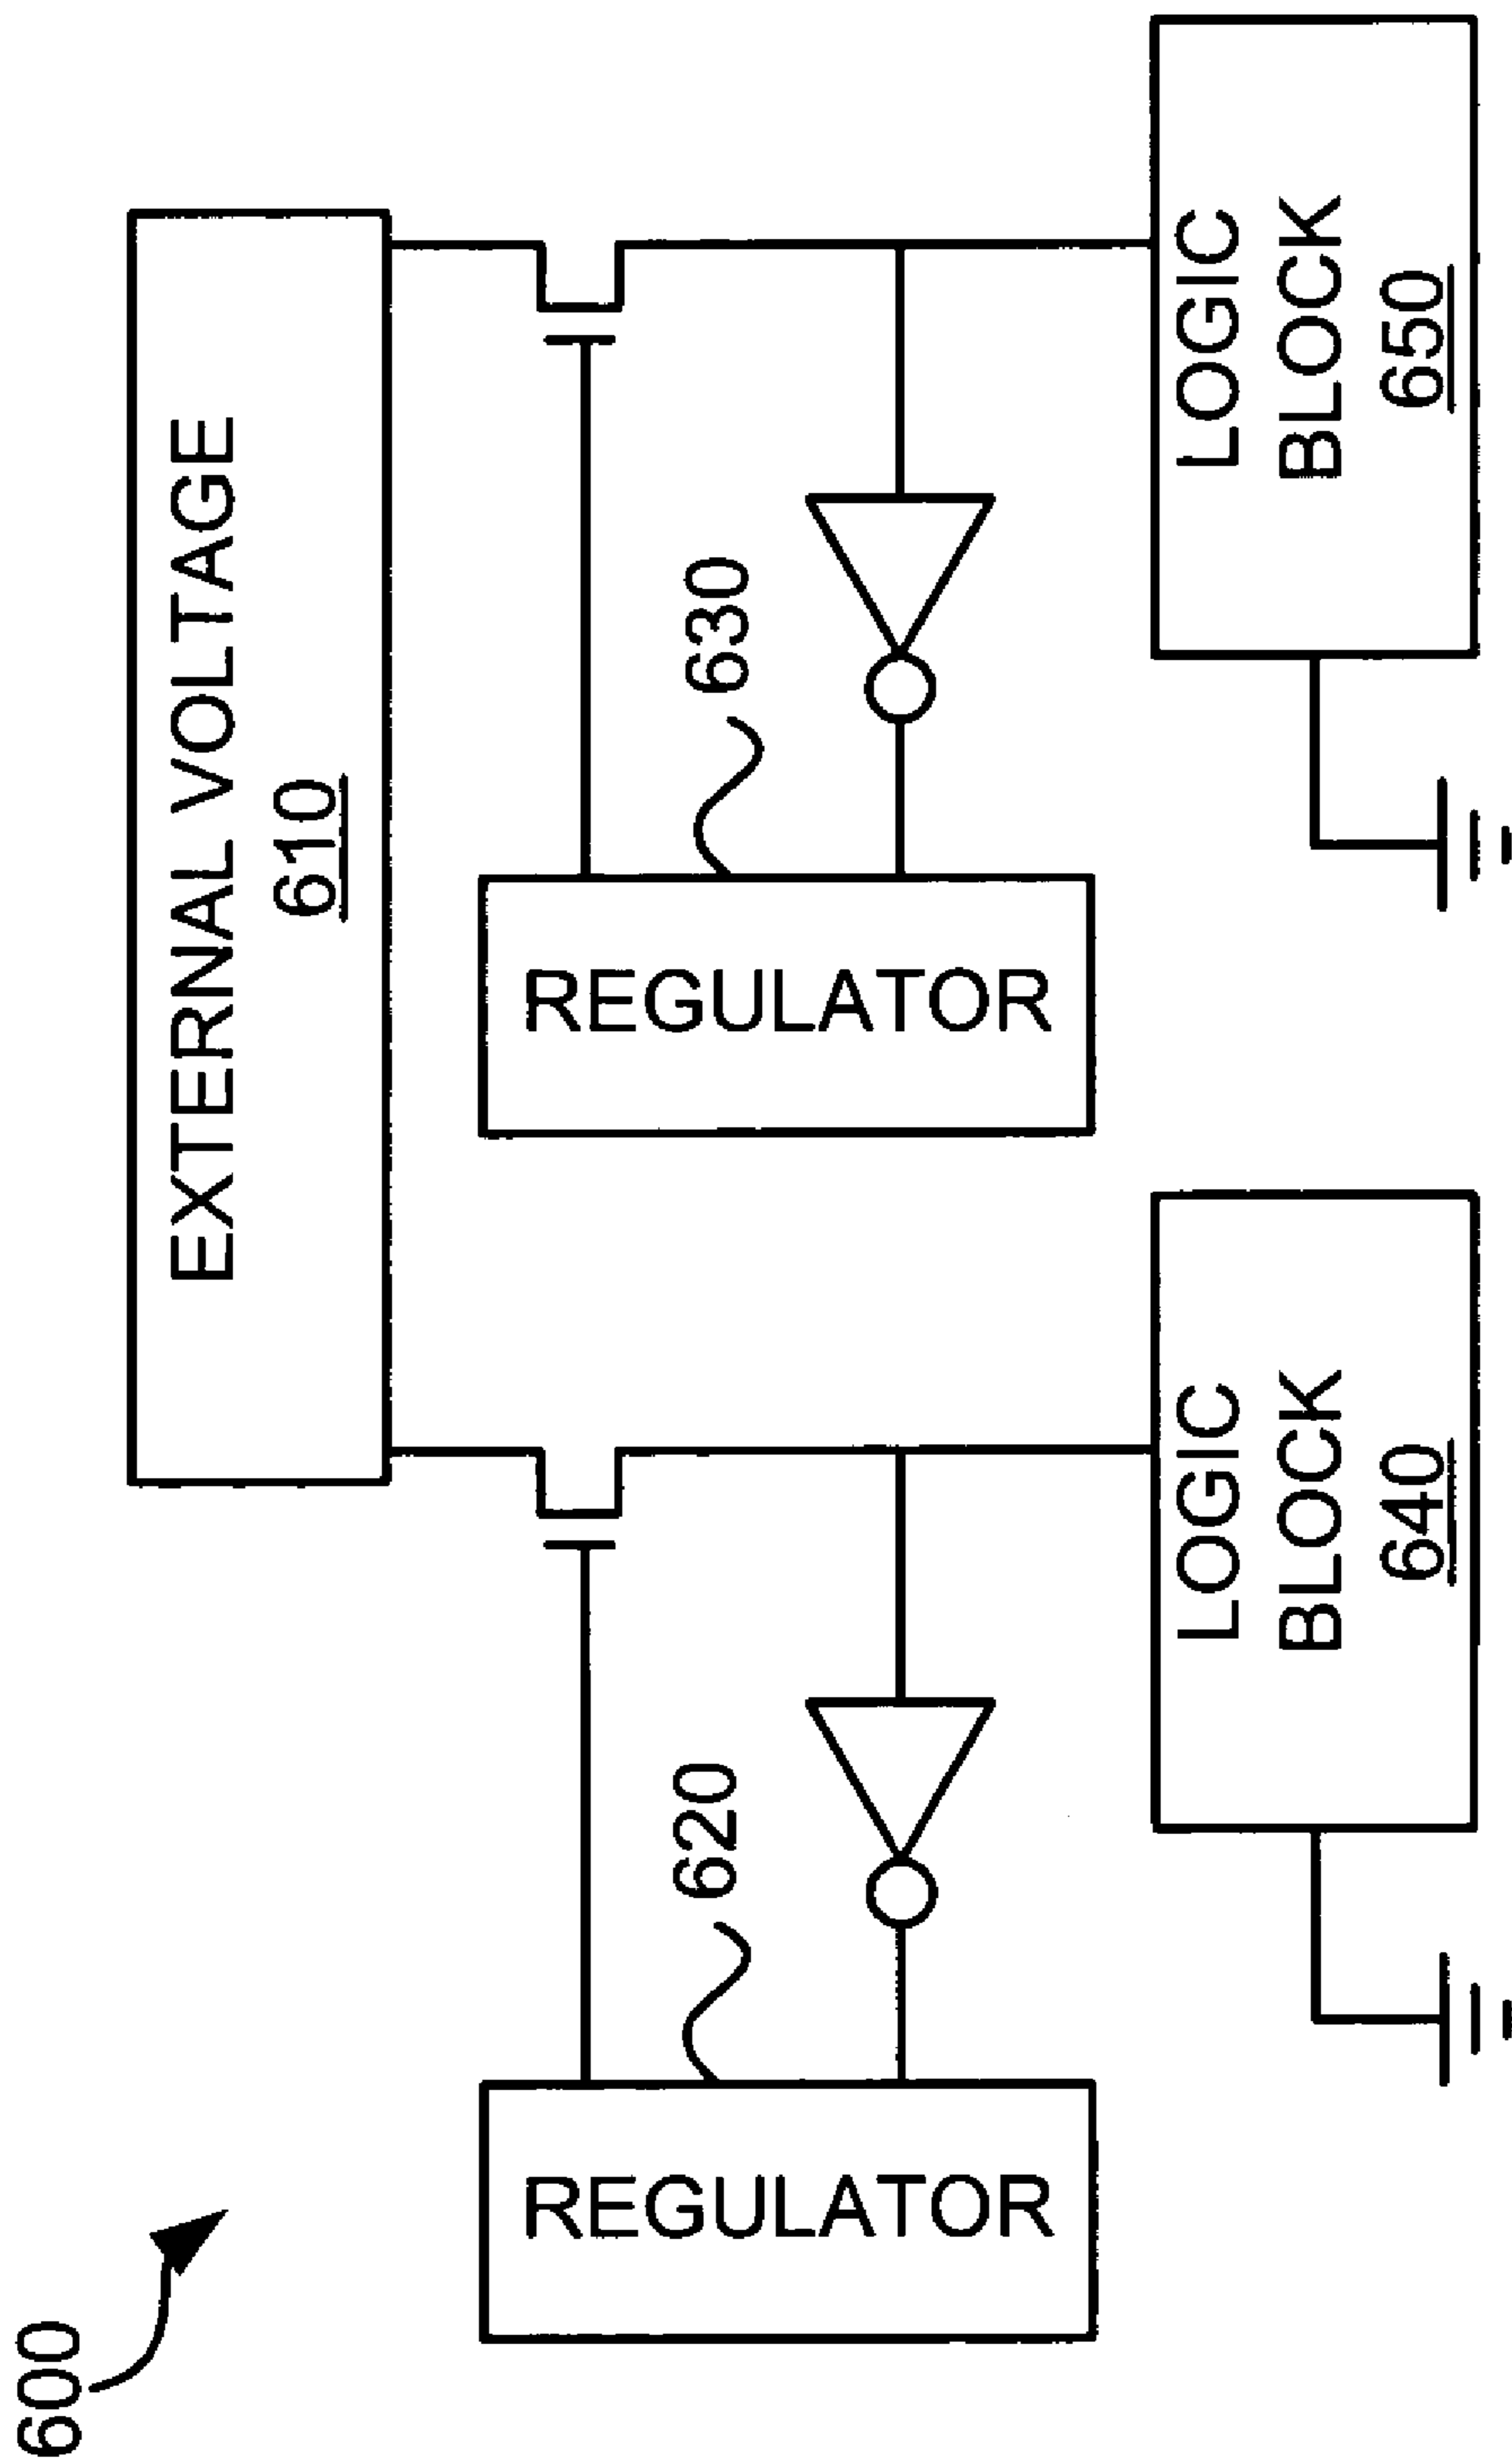 600
EXTERNAL VOLTAGE
610
620
630
REGULATOR
REGULATOR
LOGIC
BLOCK
640
LOGIC
BLOCK
650